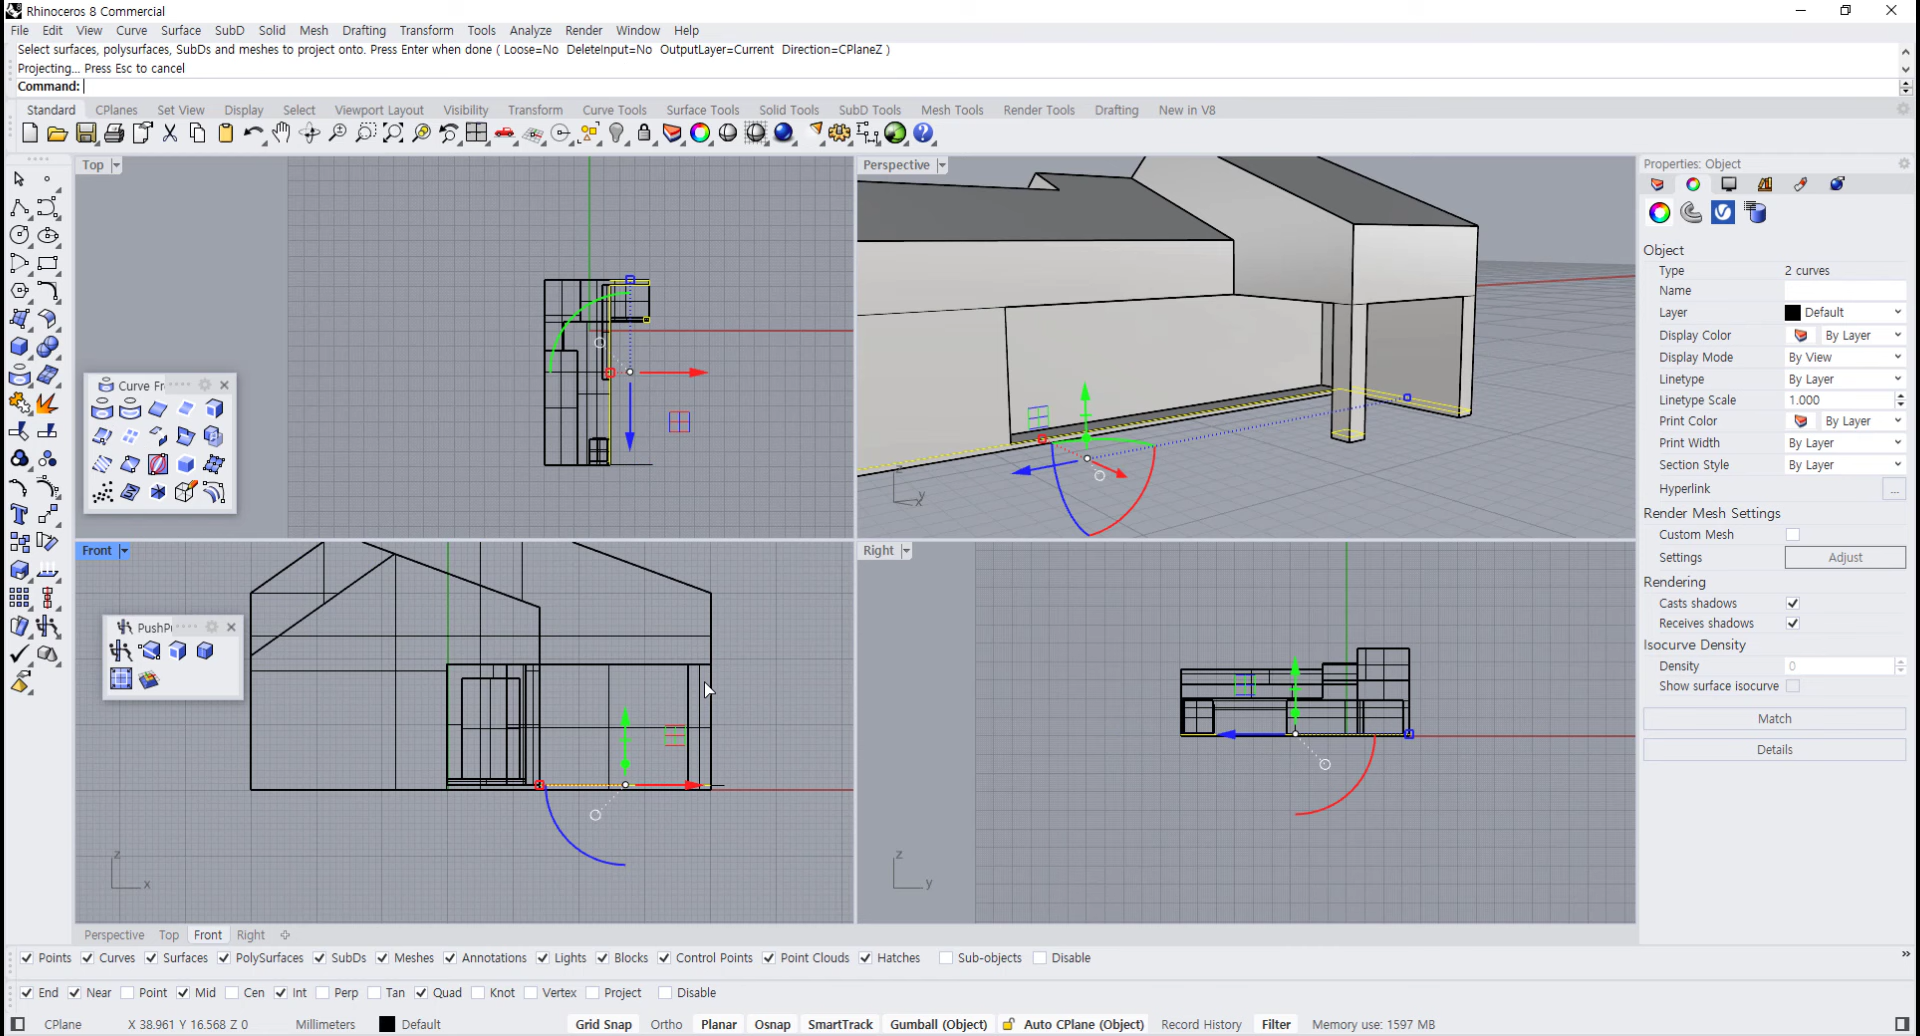 Rhinoceros 8 Commercial
File Edit View Curve Surface SubD Solid Mesh Drafting Transform Tools Analyze Render Window Help
Select surfaces, polysurfaces, SubDs and meshes to project onto. Press Enter when done ( Loose=No DeleteInput=No OutputLayer=Current Direction=CPlaneZ )
Projecting... Press Esc to cancel
Command:
Standard CPlanes Set View Display Select Viewport Layout Visibility Transform Curve Tools Surface Tools Solid Tools SubD Tools Mesh Tools Render Tools Drafting New in V8
Top
Perspective
Properties: Object
Object
Type 2 curves
Name
Layer Default
Display Color By Layer
Display Mode By View
Linetype By Layer
Linetype Scale 1.000
Print Color By Layer
Print Width By Layer
Section Style By Layer
Hyperlink ...
Render Mesh Settings
Custom Mesh
Settings Adjust
Rendering
Casts shadows
Receives shadows
Isocurve Density
Density 0
Show surface isocurve
Match
Details
Curve Fr
z
y
x
Front
PushP
z
x
Right
z
y
Perspective Top Front Right
Points Curves Surfaces PolySurfaces SubDs Meshes Annotations Lights Blocks Control Points Point Clouds Hatches Sub-objects Disable
End Near Point Mid Cen Int Perp Tan Quad Knot Vertex Project Disable
CPlane X 38.961 Y 16.568 Z 0 Millimeters Default Grid Snap Ortho Planar Osnap SmartTrack Gumball (Object) Auto CPlane (Object) Record History Filter Memory use: 1597 MB